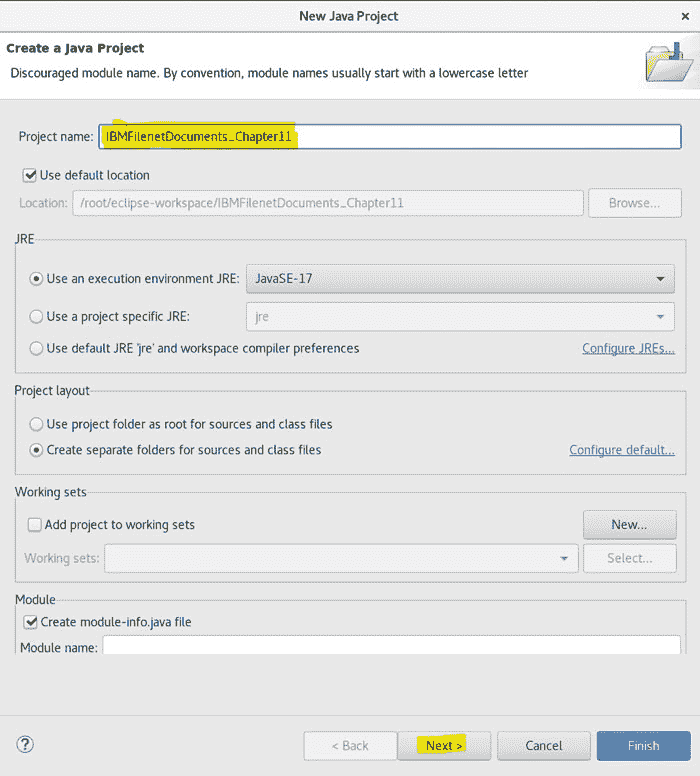 New Java Project
Create a Java Project
Discouraged module name. By convention, module names usually start with a lowercase letter
Project name: IBMFilenetDocuments_Chapter11
Use default location
Location: /root/eclipse-workspace/IBMFilenetDocuments_Chapter11 Browse...
JRE
Use an execution environment JRE: JavaSE-17
Use a project specific JRE: jre
Use default JRE 'jre' and workspace compiler preferences Configure JREs...
Project layout
Use project folder as root for sources and class files
Create separate folders for sources and class files Configure default...
Working sets
Add project to working sets New...
Working sets: Select...
Module
Create module-info.java file
Module name:
? < Back Next > Cancel Finish